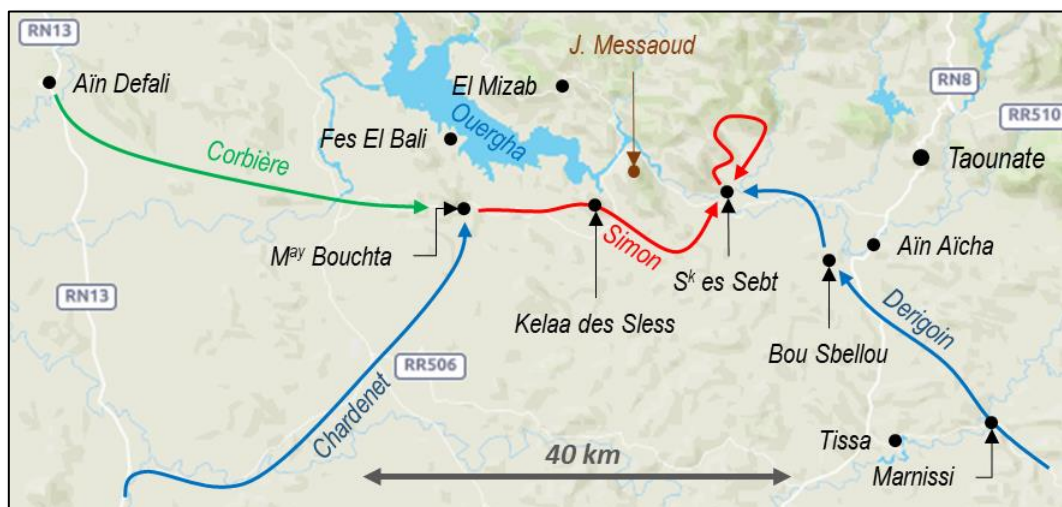 RN13
J. Messaoud
Aïn Defali
El Mizab
RN8
Ouergha
RR510
Fes El Bali
Corbière
Taounate
May Bouchta
Simon
Sk es Sebt
Aïn Aïcha
RN13
Kelaa des Sless
Derigoin
Bou Sbellou
RR506
Chardenet
40 km
Tissa
Marnissi